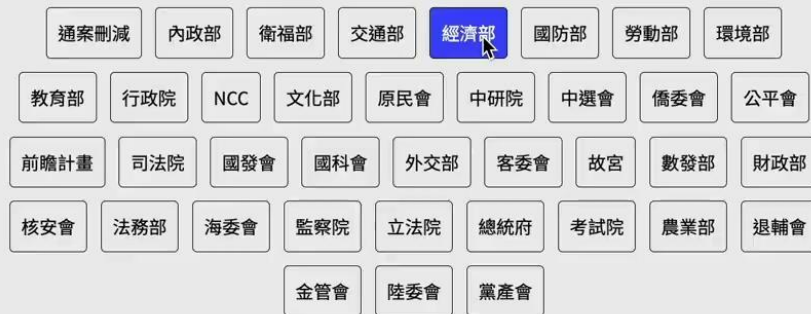 通案刪減 內政部 衛福部 交通部 經濟部 國防部 勞動部 環境部
教育部 行政院 NCC 文化部 原民會 中研院 中選會 僑委會 公平會
前瞻計畫 司法院 國發會 國科會 外交部 客委會 故宮 數發部 財政部
核安會 法務部 海委會 監察院 立法院 總統府 考試院 農業部 退輔會
金管會 陸委會 黨產會